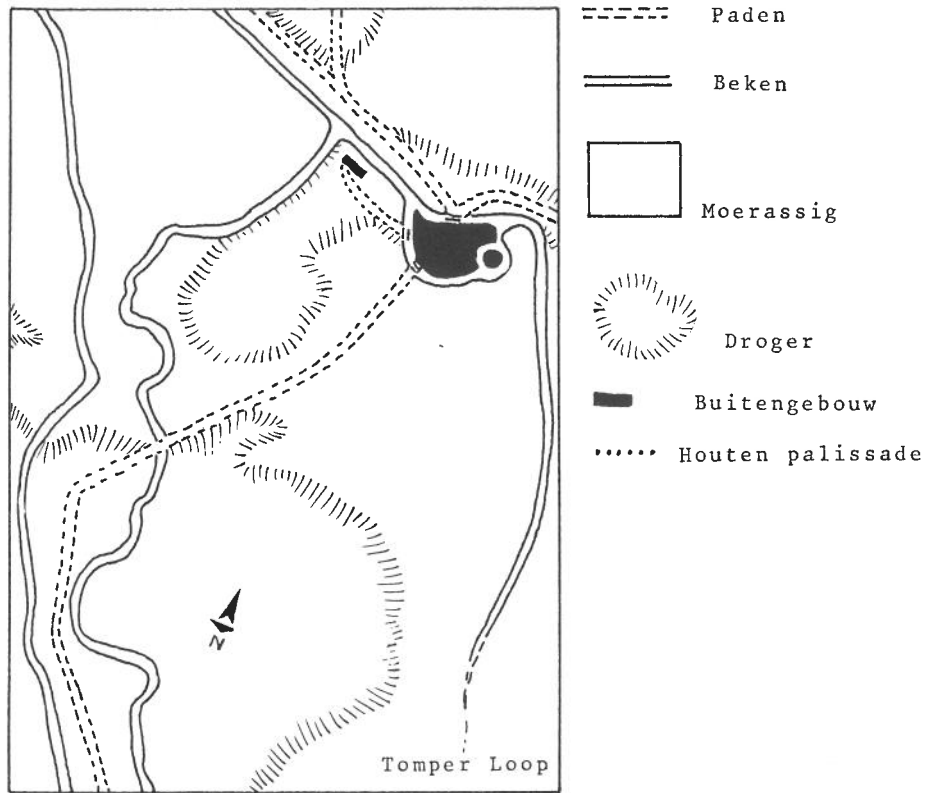 Paden
Beken
Moerassig
Droger
Buitengebouw
Houten palissade
N
Tomper Loop